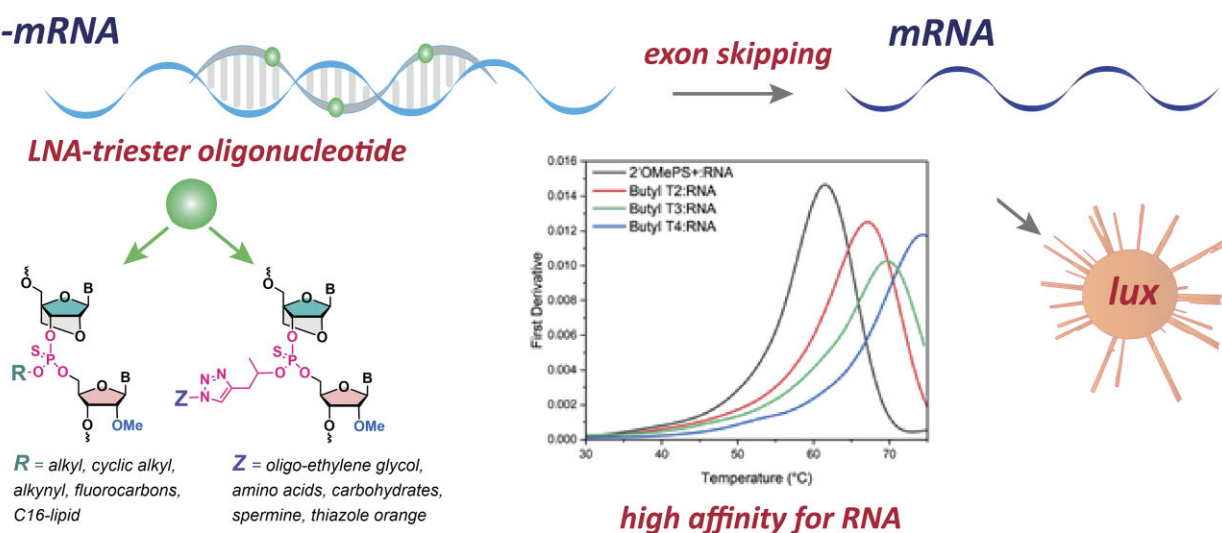 -mRNA
exon skipping
mRNA
LNA-triester oligonucleotide
2'OMePS+:RNA
Butyl T2:RNA
Butyl T3:RNA
Butyl T4:RNA
First Derivative
0.016
0.014
0.012
0.010
0.008
0.006
0.004
0.002
0.000
30
40
50
60
70
Temperature (°C)
high affinity for RNA
lux
O
O
B
O
O
S
P
R
O
O
O
B
O
OMe
O
O
B
O
O
S
P
O
O
N
N
N
Z
O
B
O
OMe
R = alkyl, cyclic alkyl,
alkynyl, fluorocarbons,
C16-lipid
Z = oligo-ethylene glycol,
amino acids, carbohydrates,
spermine, thiazole orange